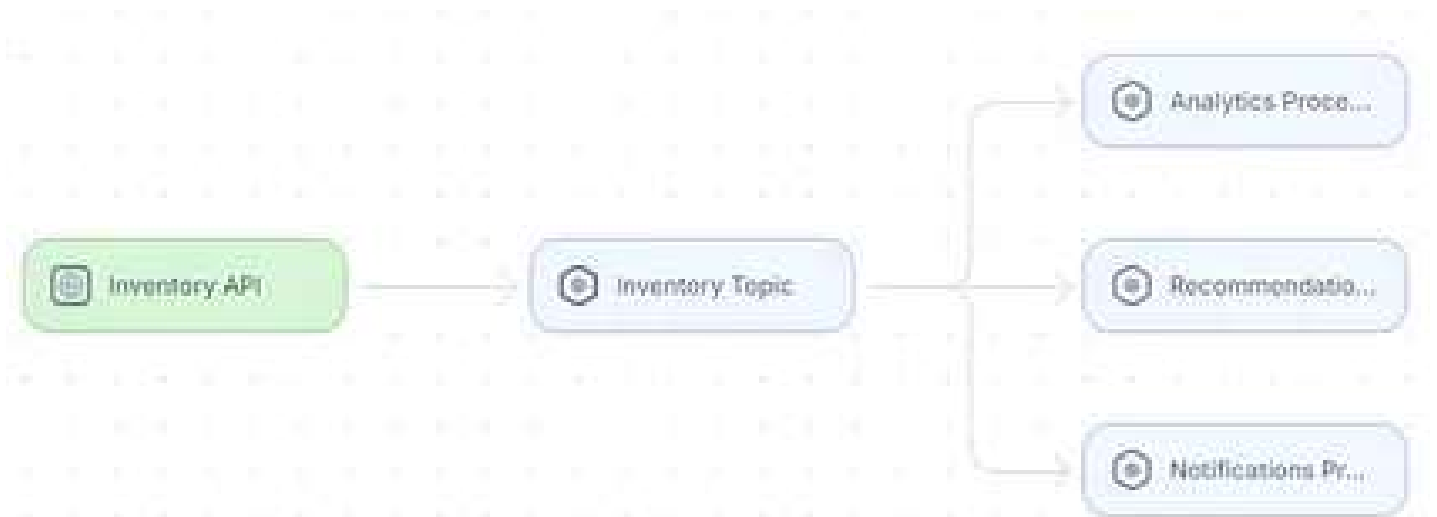 Inventory API
Inventory Topic
Analytics Proce...
Recommendatio...
Notifications Pr...